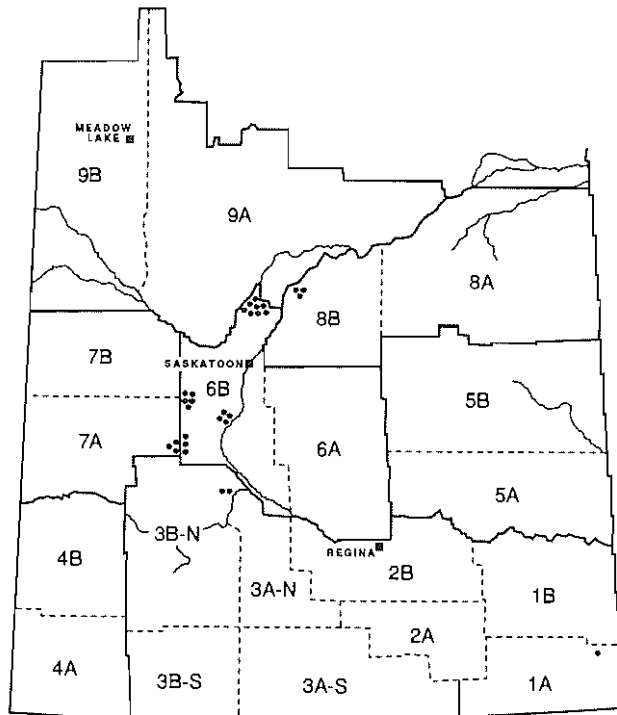 MEADOW
LAKE
9B
9A
8A
8B
7B
SASKATOON
6B
5B
7A
6A
5A
3B-N
4B
REGINA
2B
3A-N
1B
2A
4A
3B-S
3A-S
1A